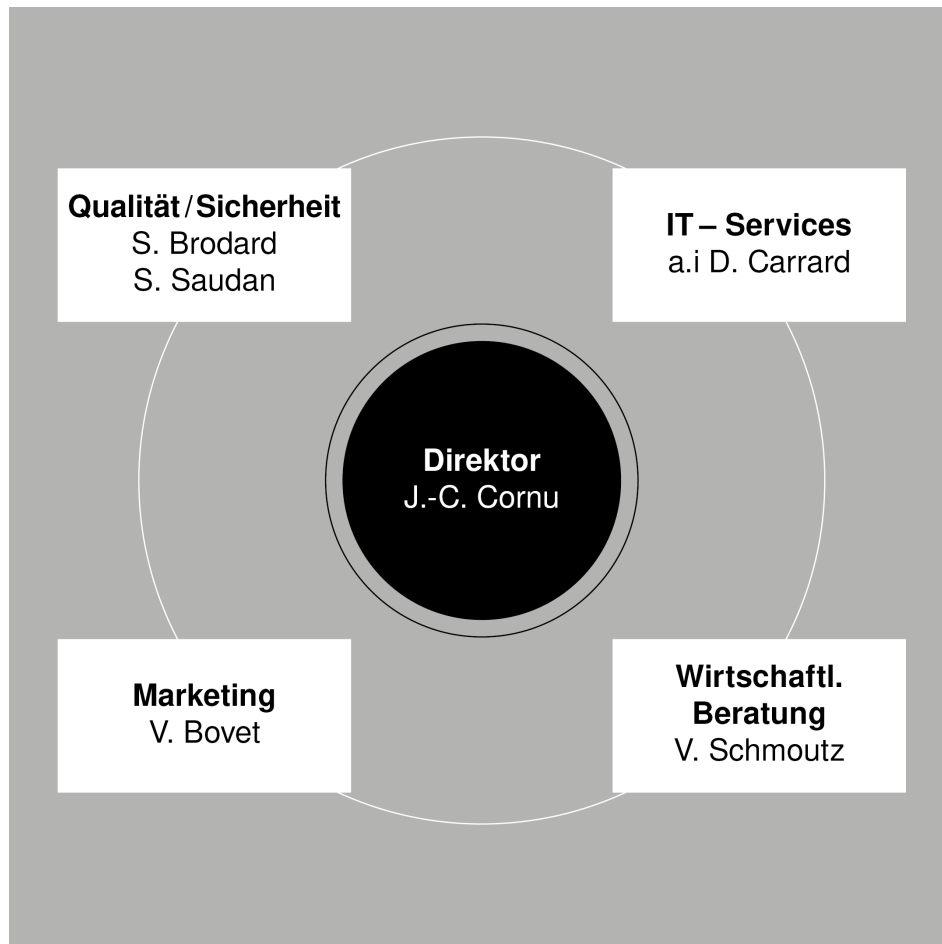 Qualität/Sicherheit
S. Brodard
S. Saudan
IT – Services
a.i D. Carrard
Direktor
J.-C. Cornu
Marketing
V. Bovet
Wirtschaftl.
Beratung
V. Schmoutz